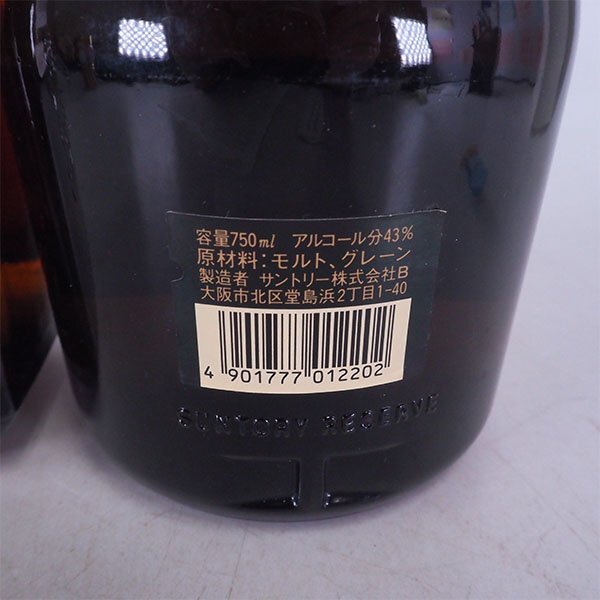 容量750ml アルコール分43%
原材料:モルト、グレーン
製造者 サントリー株式会社B
大阪市北区堂島浜2丁目1-40
4 901777 012202
SUNTORY RESERVE